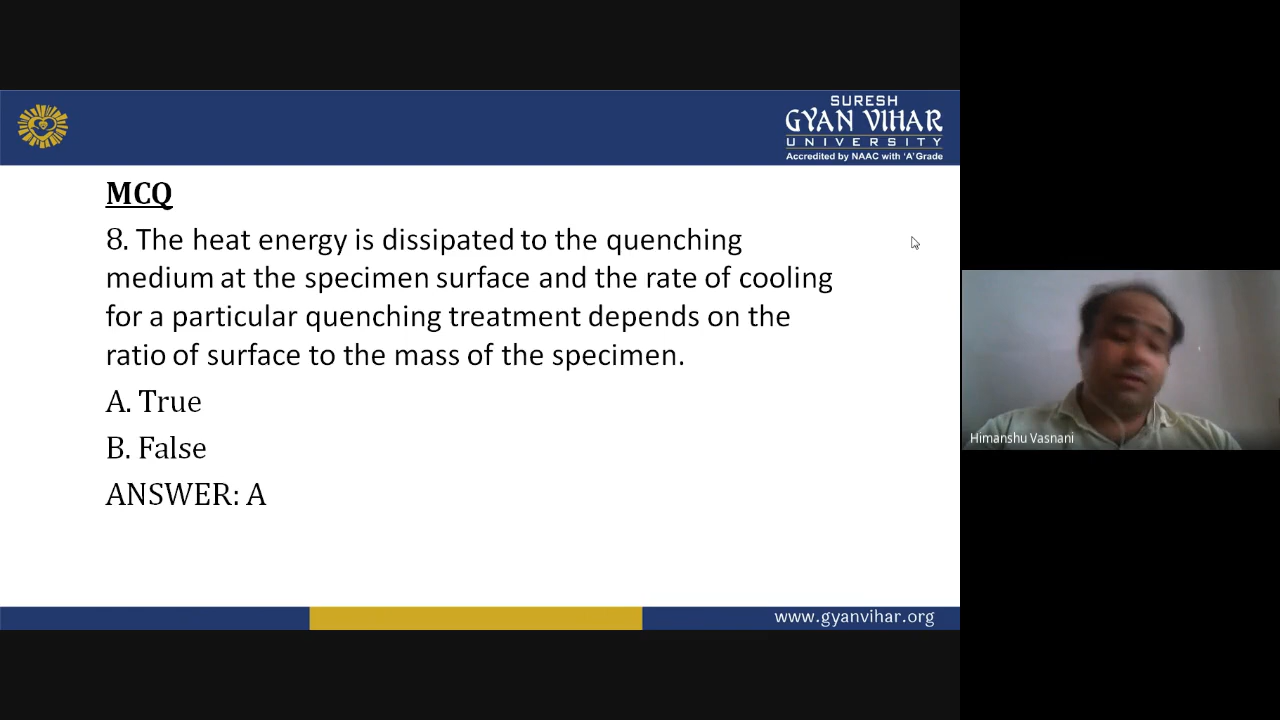 SURESH
GYAN VIHAR
UNIVERSITY
Accredited by NAAC with 'A' Grade
MCQ
8. The heat energy is dissipated to the quenching
medium at the specimen surface and the rate of cooling
for a particular quenching treatment depends on the
ratio of surface to the mass of the specimen.
A. True
B. False
ANSWER: A
Himanshu Vasnani
www.gyanvihar.org